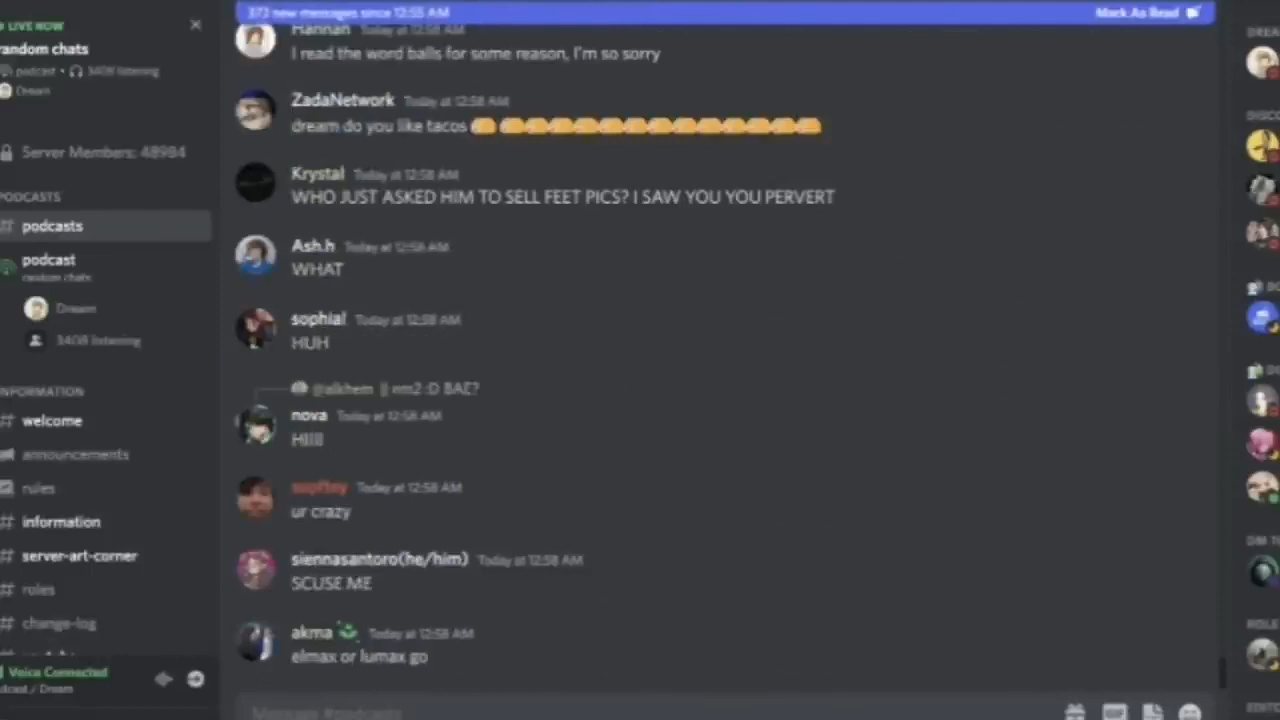 LIVE NOW
random chats
podcast • 3408 listening
Dream
Server Members: 48984
PODCASTS
# podcasts
podcast
random chats
Dream
3408 listening
INFORMATION
# welcome
announcements
rules
# information
# server-art-corner
# roles
# change-log
Voice Connected
/ Dream
372 new messages since 12:55 AM
Mark As Read
Hannah Today at 12:58 AM
I read the word balls for some reason, I'm so sorry
ZadaNetwork Today at 12:58 AM
dream do you like tacos
Krystal Today at 12:58 AM
WHO JUST ASKED HIM TO SELL FEET PICS? I SAW YOU YOU PERVERT
Ash.h Today at 12:58 AM
WHAT
sophial Today at 12:58 AM
HUH
BAE?
nova Today at 12:58 AM
HIIII
Today at 12:58 AM
ur crazy
siennasantoro(he/him) Today at 12:58 AM
SCUSE ME
akma Today at 12:58 AM
elmax or lumax go
Message #podcasts
GIF